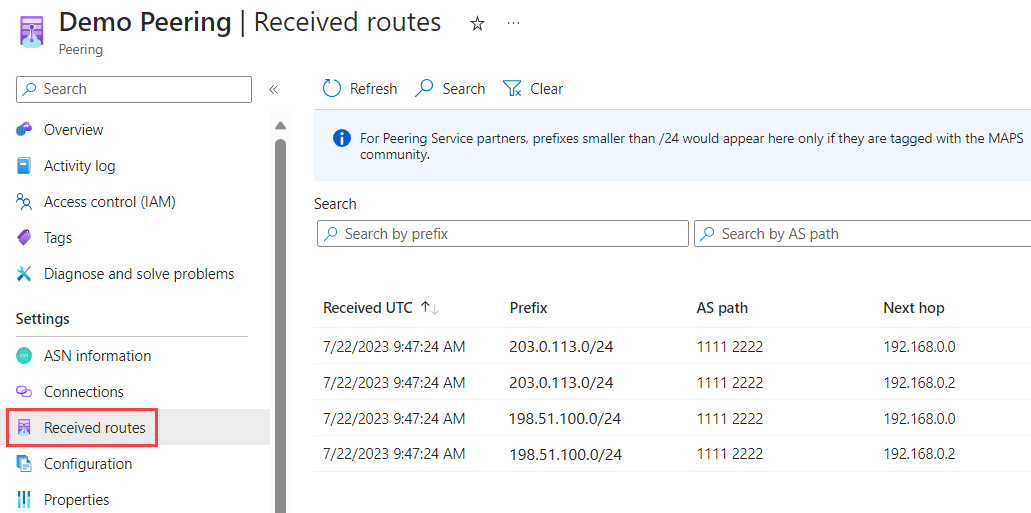 Demo Peering | Received routes
Peering
Search
Refresh Search Clear
Overview
Activity log
Access control (IAM)
Tags
Diagnose and solve problems
Settings
ASN information
Connections
Received routes
Configuration
Properties
For Peering Service partners, prefixes smaller than /24 would appear here only if they are tagged with the MAPS
community.
Search
Search by prefix Search by AS path
Received UTC Prefix AS path Next hop
7/22/2023 9:47:24 AM 203.0.113.0/24 1111 2222 192.168.0.0
7/22/2023 9:47:24 AM 203.0.113.0/24 1111 2222 192.168.0.2
7/22/2023 9:47:24 AM 198.51.100.0/24 1111 2222 192.168.0.0
7/22/2023 9:47:24 AM 198.51.100.0/24 1111 2222 192.168.0.2